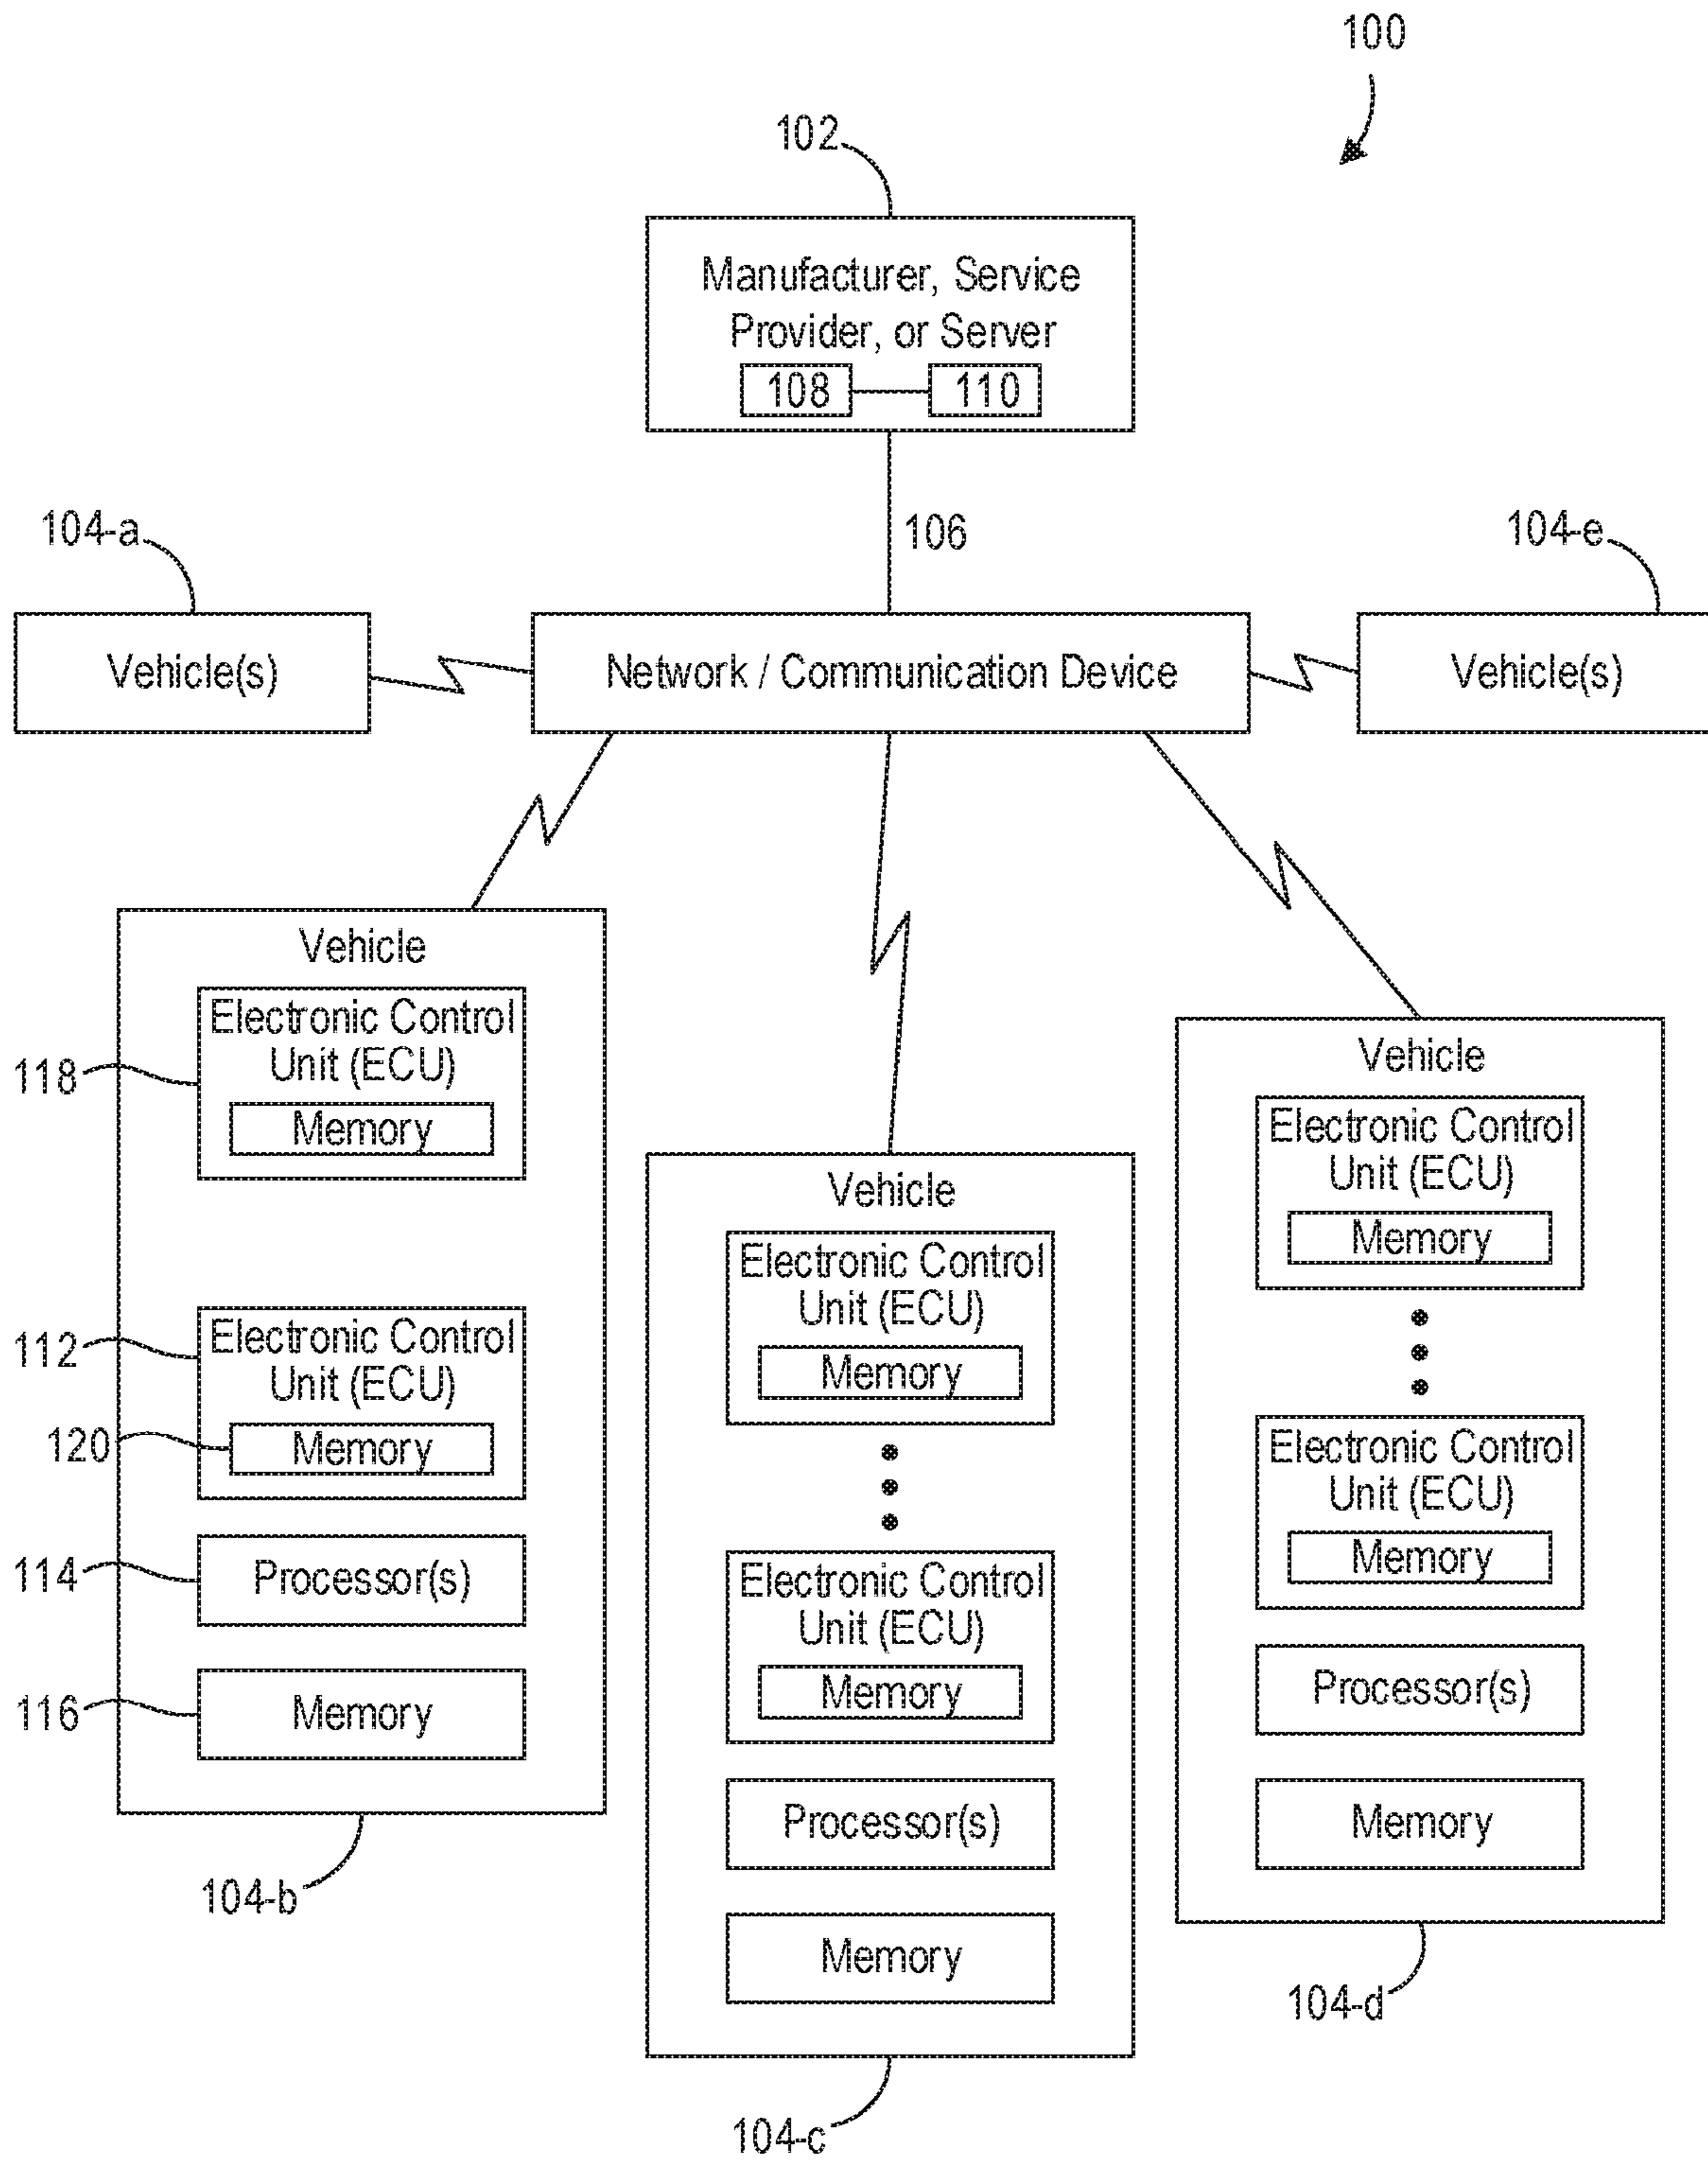 100
102
Manufacturer, Service
Provider, or Server
108
110
106
104-a
104-e
Vehicle(s)
Network / Communication Device
Vehicle(s)
Vehicle
Electronic Control
Unit (ECU)
Memory
118
Electronic Control
Unit (ECU)
Memory
112
120
Processor(s)
114
Memory
116
104-b
Vehicle
Electronic Control
Unit (ECU)
Memory
Electronic Control
Unit (ECU)
Memory
Processor(s)
Memory
104-c
Vehicle
Electronic Control
Unit (ECU)
Memory
Electronic Control
Unit (ECU)
Memory
Processor(s)
Memory
104-d